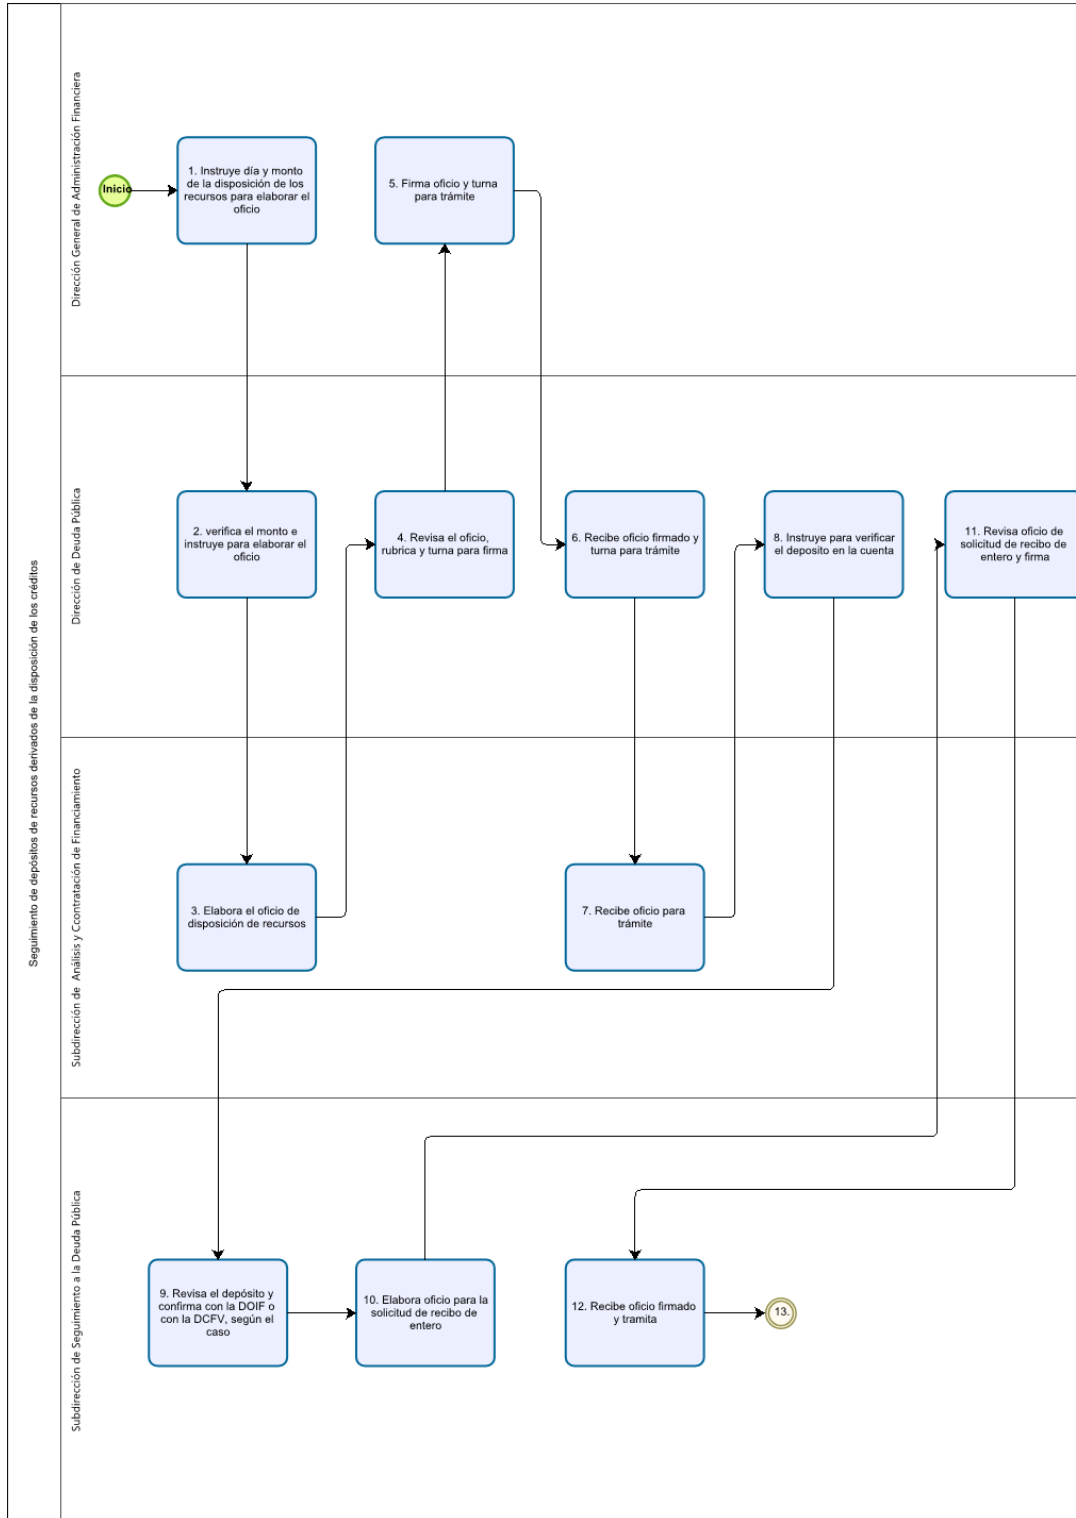 Seguimiento de depósitos de recursos derivados de la disposición de los créditos
Dirección General de Administración Financiera
Inicio
1. Instruye día y monto
de la disposición de los
recursos para elaborar el
oficio
5. Firma oficio y turna
para trámite
Dirección de Deuda Pública
2. verifica el monto e
instruye para elaborar el
oficio
4. Revisa el oficio,
rubrica y turna para firma
6. Recibe oficio firmado y
turna para trámite
8. Instruye para verificar
el deposito en la cuenta
11. Revisa oficio de
solicitud de recibo de
entero y firma
Subdirección de Análisis y Ccontratación de Financiamiento
3. Elabora el oficio de
disposición de recursos
7. Recibe oficio para
trámite
Subdirección de Seguimiento a la Deuda Pública
9. Revisa el depósito y
confirma con la DOIF o
con la DCFV, según el
caso
10. Elabora oficio para la
solicitud de recibo de
entero
12. Recibe oficio firmado
y tramita
13.